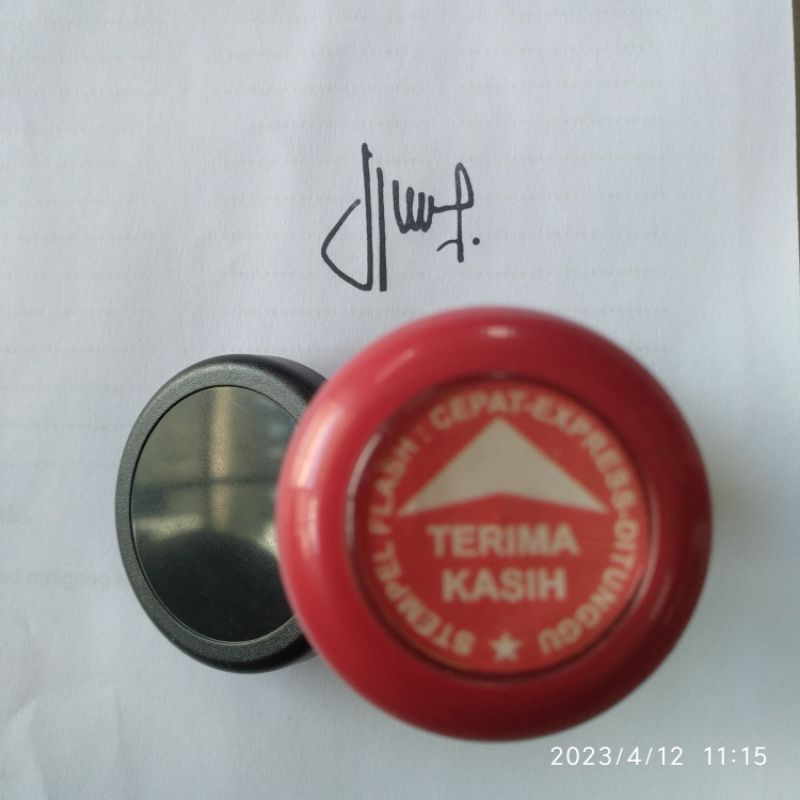 STEMPEL FLASH : CEPAT-EXPRESS-DITUNGGU
TERIMA
KASIH
2023/4/12 11:15